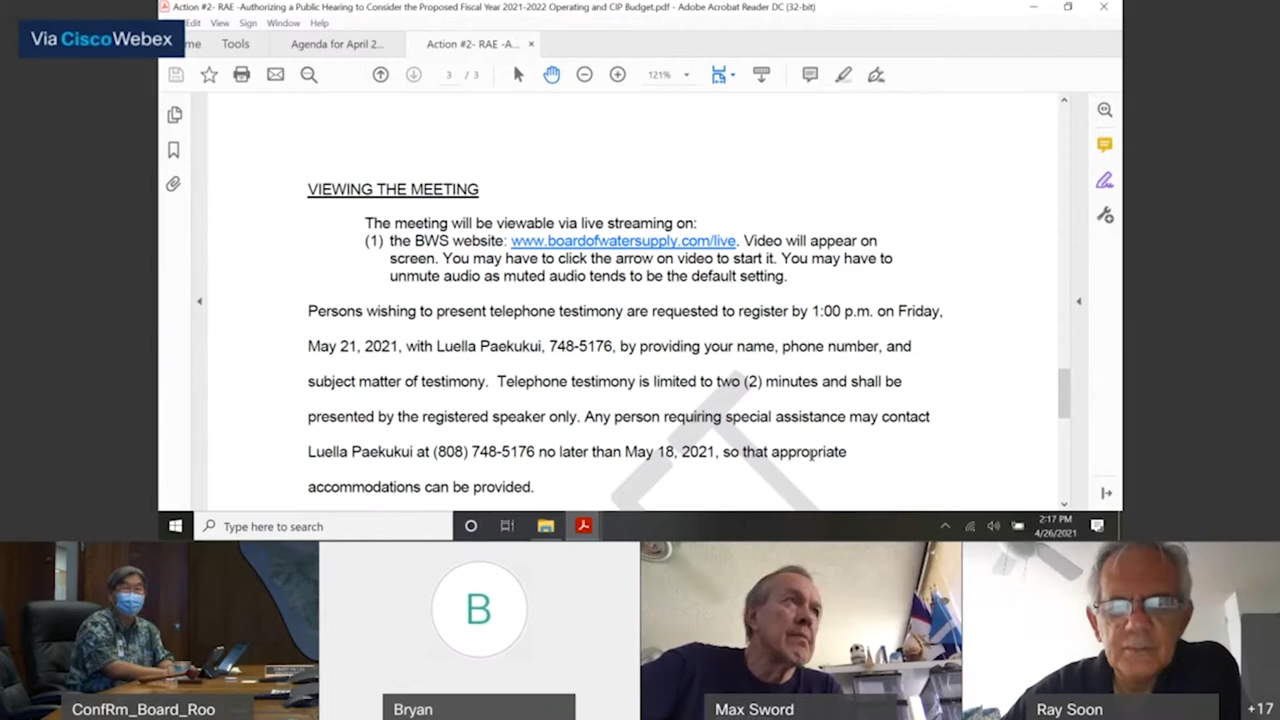 Action #2- RAE -Authorizing a Public Hearing to Consider the Proposed Fiscal Year 2021-2022 Operating and CIP Budget.pdf - Adobe Acrobat Reader DC (32-bit)
Via CiscoWebex
Edit View Sign Window Help
me Tools Agenda for April 2... Action #2- RAE -A... ×
3 / 3 121%
VIEWING THE MEETING
The meeting will be viewable via live streaming on:
(1) the BWS website: www.boardofwatersupply.com/live. Video will appear on
screen. You may have to click the arrow on video to start it. You may have to
unmute audio as muted audio tends to be the default setting.
Persons wishing to present telephone testimony are requested to register by 1:00 p.m. on Friday,
May 21, 2021, with Luella Paekukui, 748-5176, by providing your name, phone number, and
subject matter of testimony. Telephone testimony is limited to two (2) minutes and shall be
presented by the registered speaker only. Any person requiring special assistance may contact
Luella Paekukui at (808) 748-5176 no later than May 18, 2021, so that appropriate
accommodations can be provided.
Type here to search
2:17 PM
4/26/2021
B
ConfRm_Board_Roo
Bryan
Max Sword
Ray Soon
+17